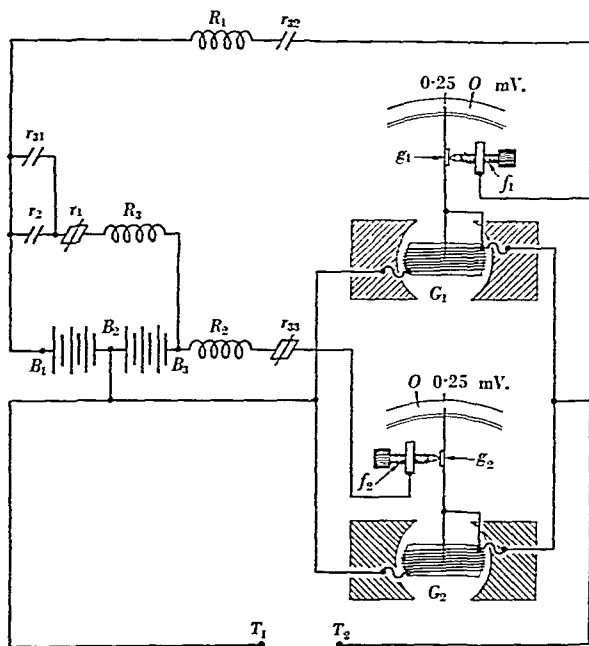 R1 r32
0·25 O mV.
r31
g1
f1
r2 r1 R3
G1
B2 R2 r33
B1 B3
O 0·25 mV.
f2 g2
G2
T1 T2